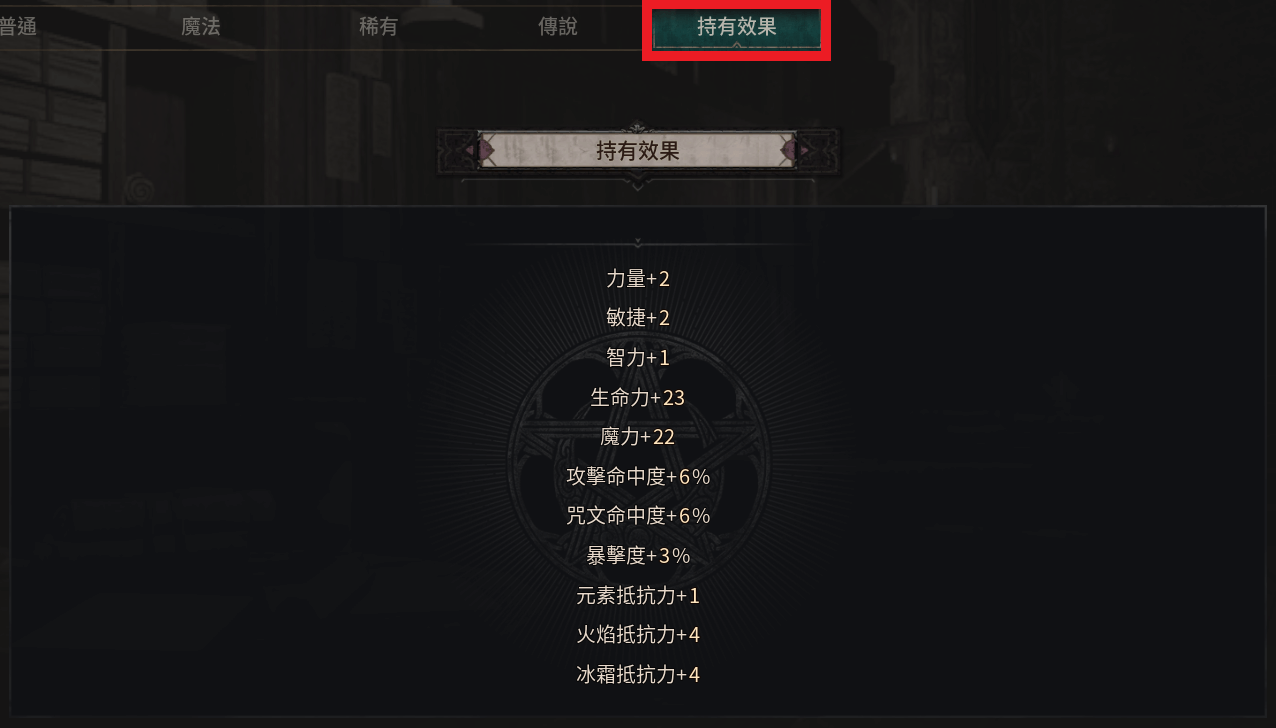 普通 魔法 稀有 傳說 持有效果
持有效果
力量+2
敏捷+2
智力+1
生命力+23
魔力+22
攻擊命中度+6%
咒文命中度+6%
暴擊度+3%
元素抵抗力+1
火焰抵抗力+4
冰霜抵抗力+4